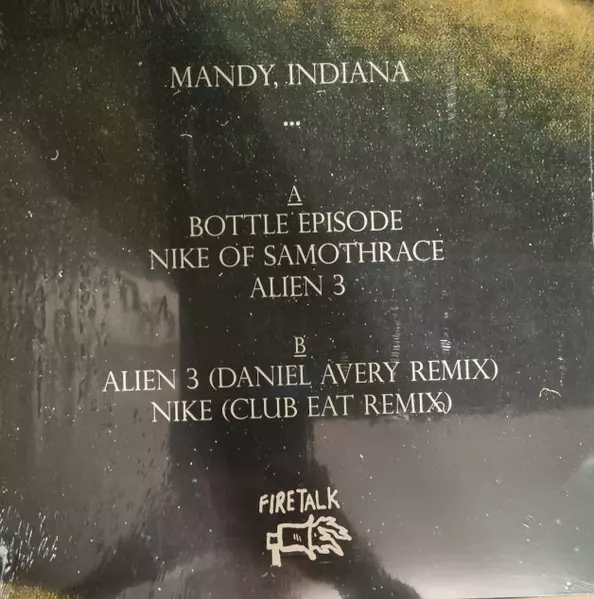 MANDY, INDIANA
...
A
BOTTLE EPISODE
NIKE OF SAMOTHRACE
ALIEN 3
B
ALIEN 3 (DANIEL AVERY REMIX)
NIKE (CLUB EAT REMIX)
FIRETALK